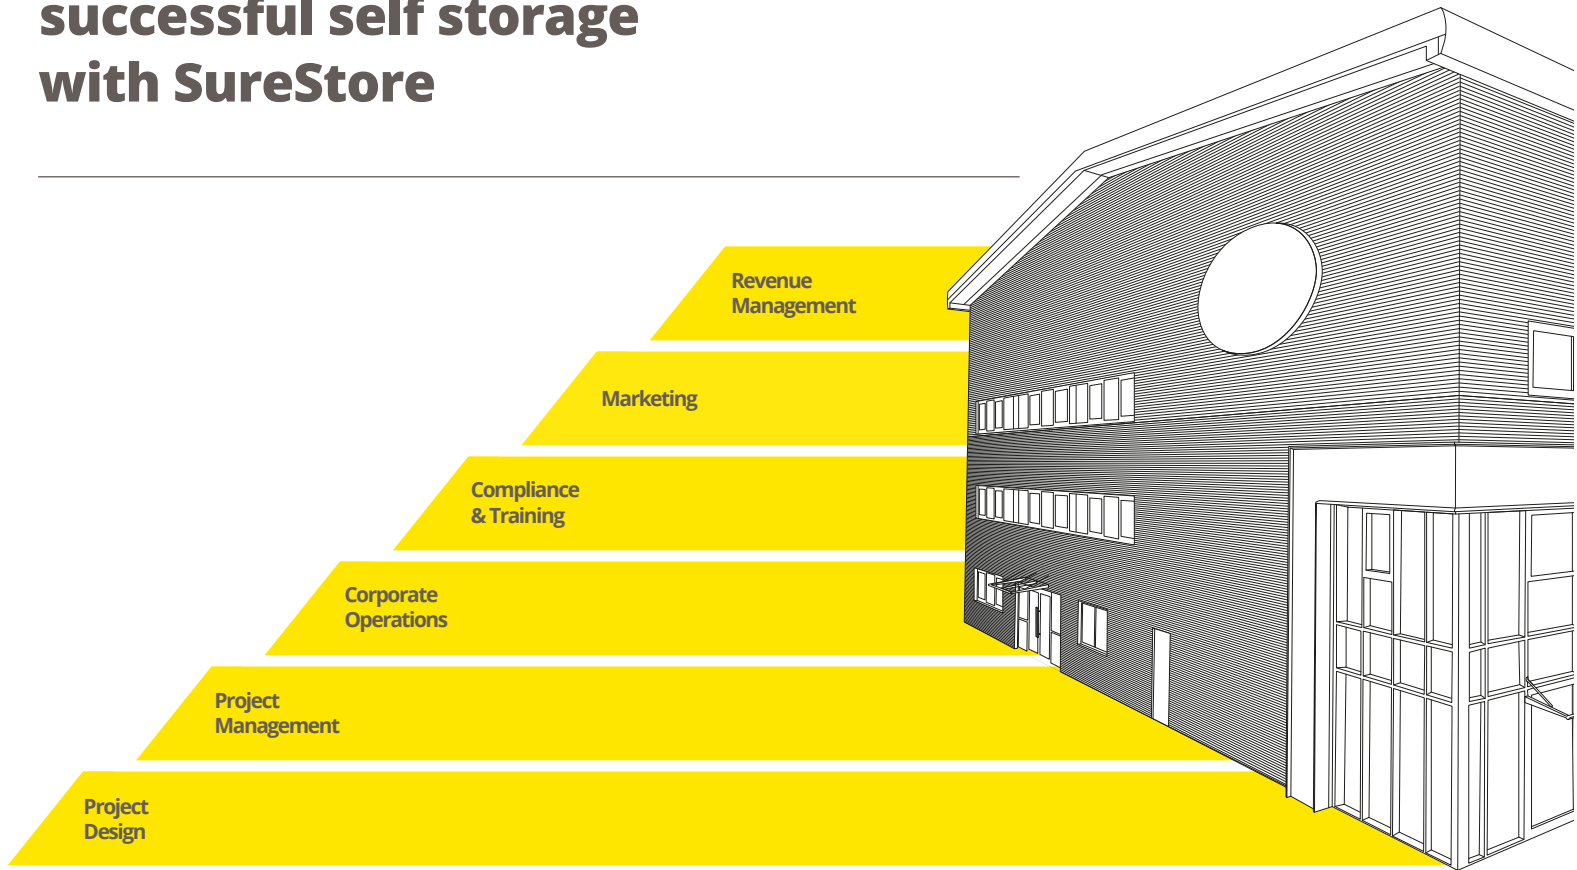 successful self storage
with SureStore
Revenue
Management
Marketing
Compliance
& Training
Corporate
Operations
Project
Management
Project
Design